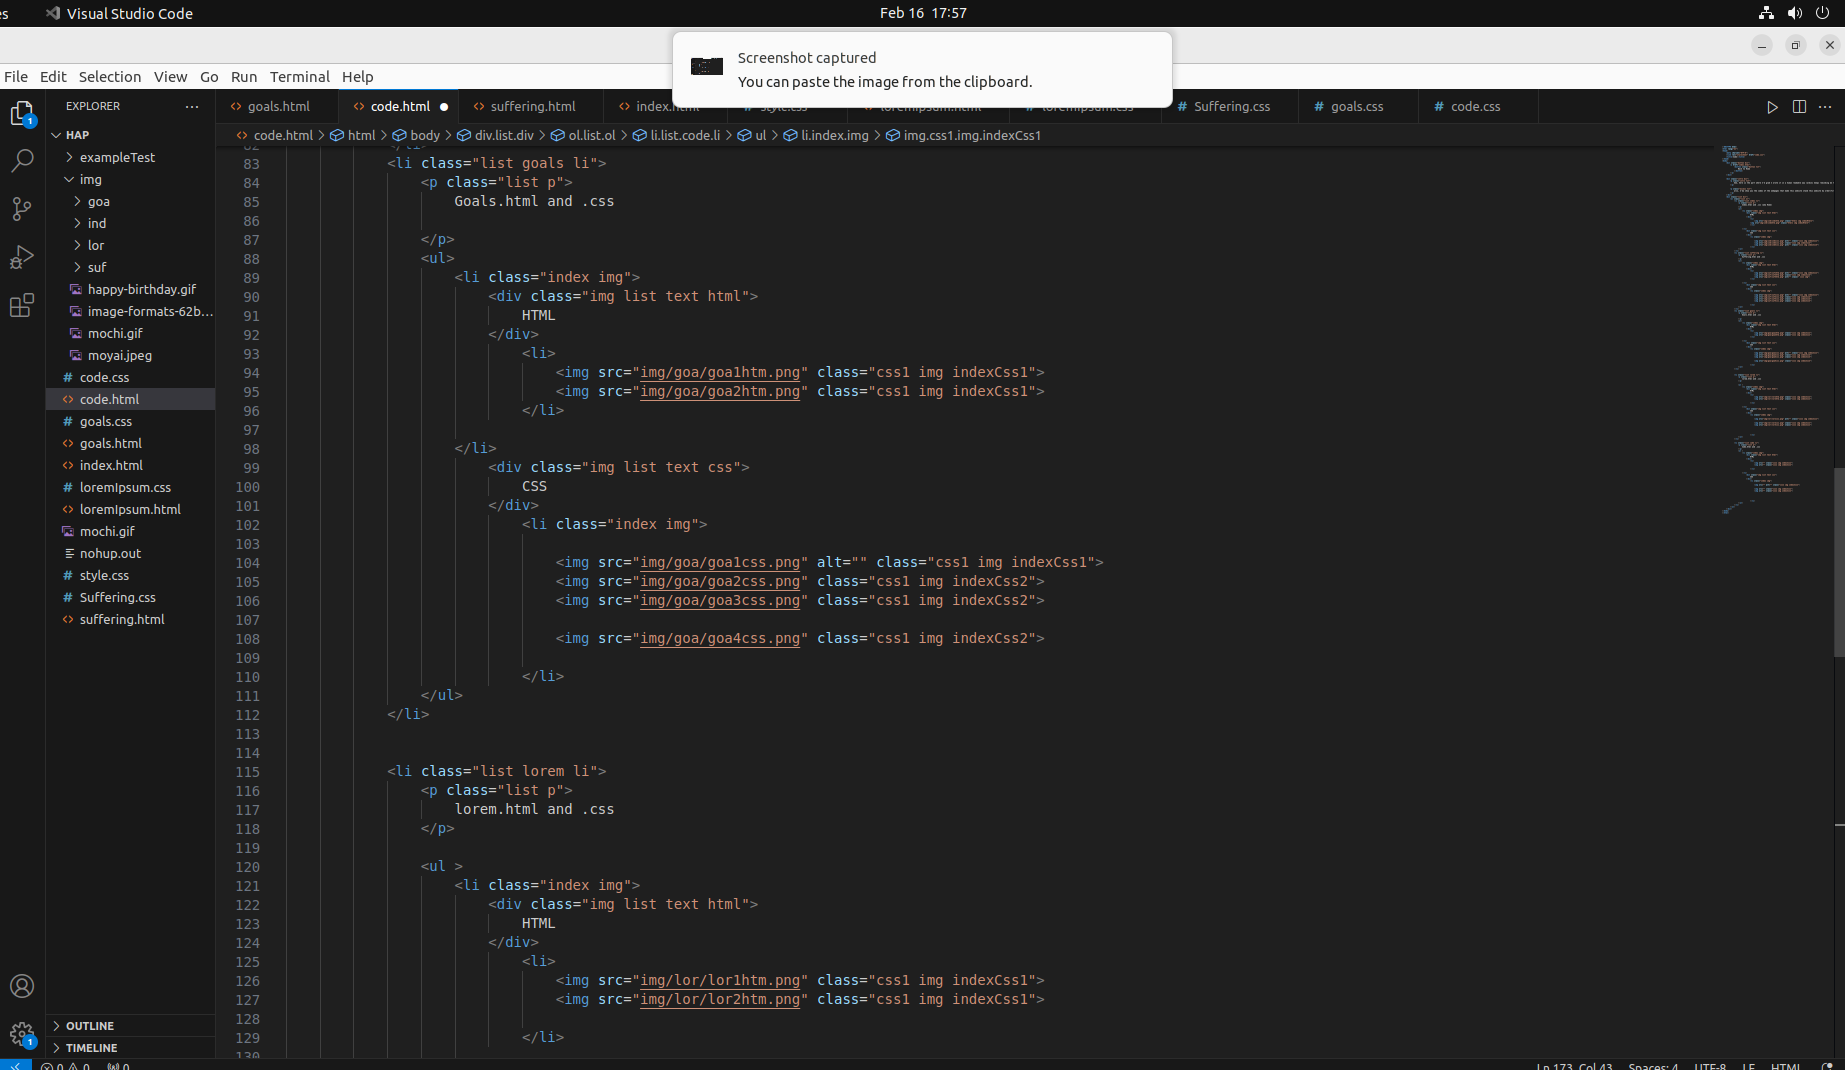 es
Visual Studio Code
Feb 16 17:57
Screenshot captured
You can paste the image from the clipboard.
File Edit Selection View Go Run Terminal Help
EXPLORER
goals.html
code.html
suffering.html
index.html
style.css
loremIpsum.html
loremIpsum.css
Suffering.css
goals.css
code.css
code.html > html > body > div.list.div > ol.list.ol > li.list.code.li > ul > li.index.img > img.css1.img.indexCss1
HAP
exampleTest
img
goa
ind
lor
suf
happy-birthday.gif
image-formats-62b...
mochi.gif
moyai.jpeg
code.css
code.html
goals.css
goals.html
index.html
loremIpsum.css
loremIpsum.html
mochi.gif
nohup.out
style.css
Suffering.css
suffering.html
OUTLINE
TIMELINE
1
1
82 </li>
83 <li class="list goals li">
84 <p class="list p">
85 Goals.html and .css
86
87 </p>
88 <ul>
89 <li class="index img">
90 <div class="img list text html">
91 HTML
92 </div>
93 <li>
94 <img src="img/goa/goa1htm.png" class="css1 img indexCss1">
95 <img src="img/goa/goa2htm.png" class="css1 img indexCss1">
96 </li>
97
98 </li>
99 <div class="img list text css">
100 CSS
101 </div>
102 <li class="index img">
103
104 <img src="img/goa/goa1css.png" alt="" class="css1 img indexCss1">
105 <img src="img/goa/goa2css.png" class="css1 img indexCss2">
106 <img src="img/goa/goa3css.png" class="css1 img indexCss2">
107
108 <img src="img/goa/goa4css.png" class="css1 img indexCss2">
109
110 </li>
111 </ul>
112 </li>
113
114
115 <li class="list lorem li">
116 <p class="list p">
117 lorem.html and .css
118 </p>
119
120 <ul >
121 <li class="index img">
122 <div class="img list text html">
123 HTML
124 </div>
125 <li>
126 <img src="img/lor/lor1htm.png" class="css1 img indexCss1">
127 <img src="img/lor/lor2htm.png" class="css1 img indexCss1">
128
129 </li>
130
0 0 0
Ln 173, Col 43 Spaces: 4 UTF-8 LF HTML